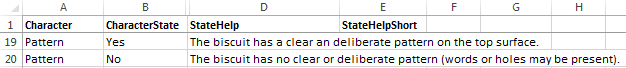 A B D E F G H
1 Character CharacterState StateHelp StateHelpShort
19 Pattern Yes The biscuit has a clear an deliberate pattern on the top surface.
20 Pattern No The biscuit has no clear or deliberate pattern (words or holes may be present).